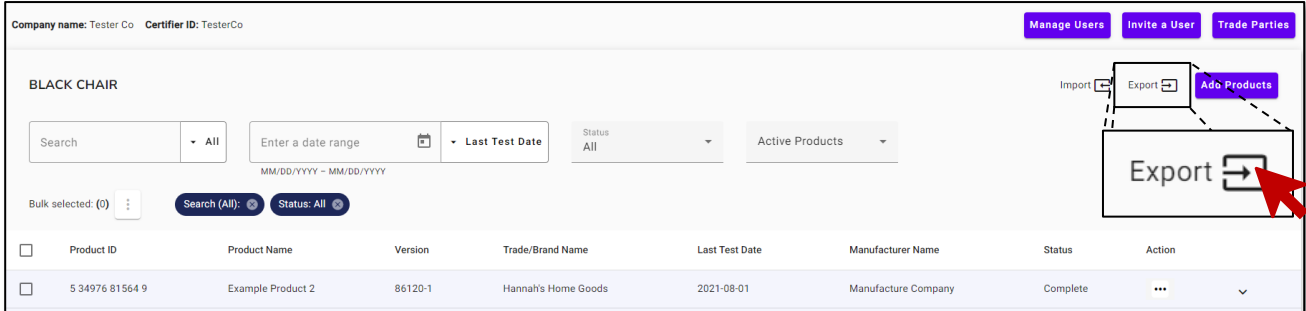 Company name: Tester Co Certifier ID: TesterCo Manage Users Invite a User Trade Parties
BLACK CHAIR Import Export Add Products
Export
Search All Enter a date range Last Test Date Status All Active Products
MM/DD/YYYY – MM/DD/YYYY
Bulk selected: (0) Search (All): Status: All
Product ID Product Name Version Trade/Brand Name Last Test Date Manufacturer Name Status Action
5 34976 81564 9 Example Product 2 86120-1 Hannah's Home Goods 2021-08-01 Manufacture Company Complete